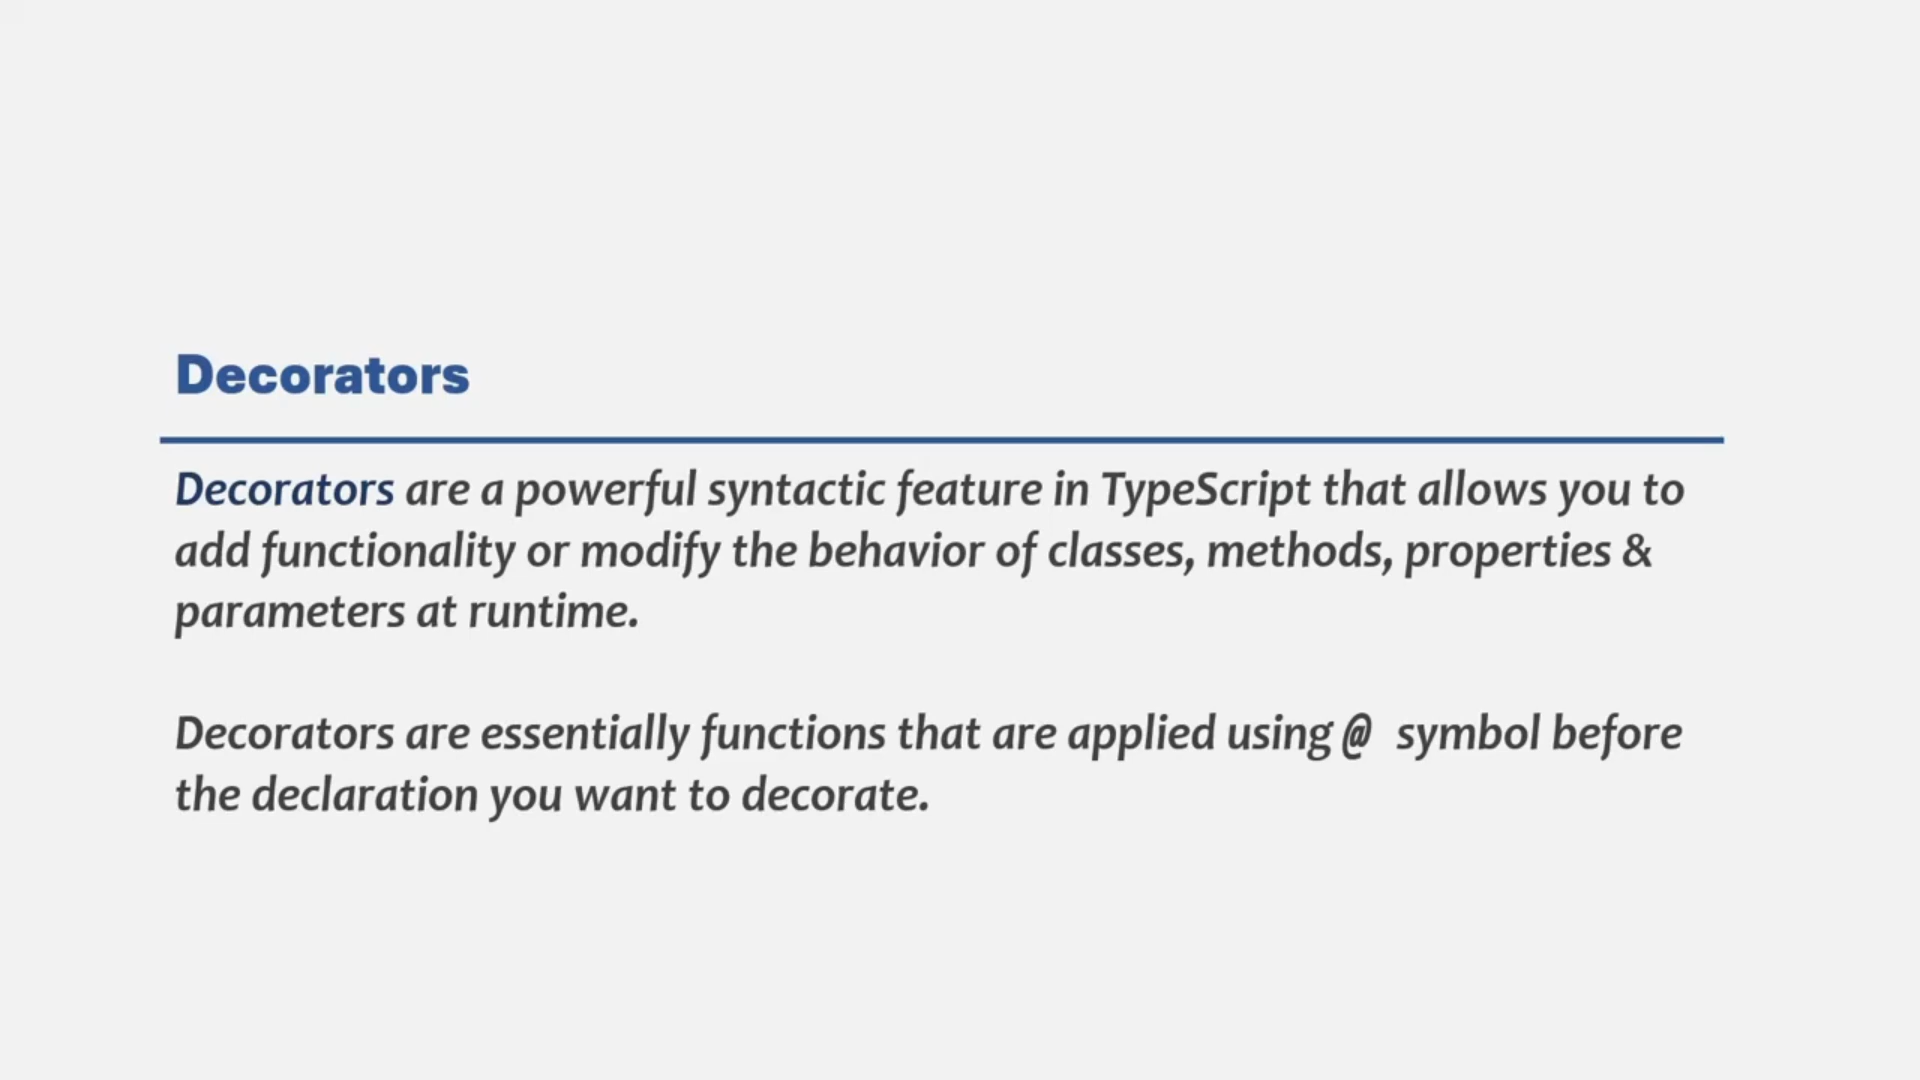 Decorators
Decorators are a powerful syntactic feature in TypeScript that allows you to
add functionality or modify the behavior of classes, methods, properties &
parameters at runtime.
Decorators are essentially functions that are applied using @ symbol before
the declaration you want to decorate.